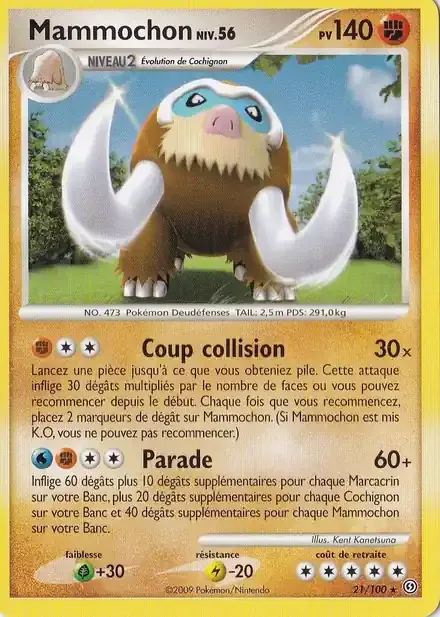 Mammochon NIV.56 PV 140
NIVEAU2 Évolution de Cochignon
NO. 473 Pokémon Deudéfenses TAIL: 2,5m PDS: 291,0kg
Coup collision 30x
Lancez une pièce jusqu'à ce que vous obteniez pile. Cette attaque
inflige 30 dégâts multipliés par le nombre de faces ou vous pouvez
recommencer depuis le début. Chaque fois que vous recommencez,
placez 2 marqueurs de dégât sur Mammochon. (Si Mammochon est mis
K.O, vous ne pouvez pas recommencer.)
Parade 60+
Inflige 60 dégâts plus 10 dégâts supplémentaires pour chaque Marcacrin
sur votre Banc, plus 20 dégâts supplémentaires pour chaque Cochignon
sur votre Banc et 40 dégâts supplémentaires pour chaque Mammochon
sur votre Banc.
Illus. Kent Kanetsuna
faiblesse résistance coût de retraite
+30 -20
©2009 Pokémon/Nintendo 21/100 ★